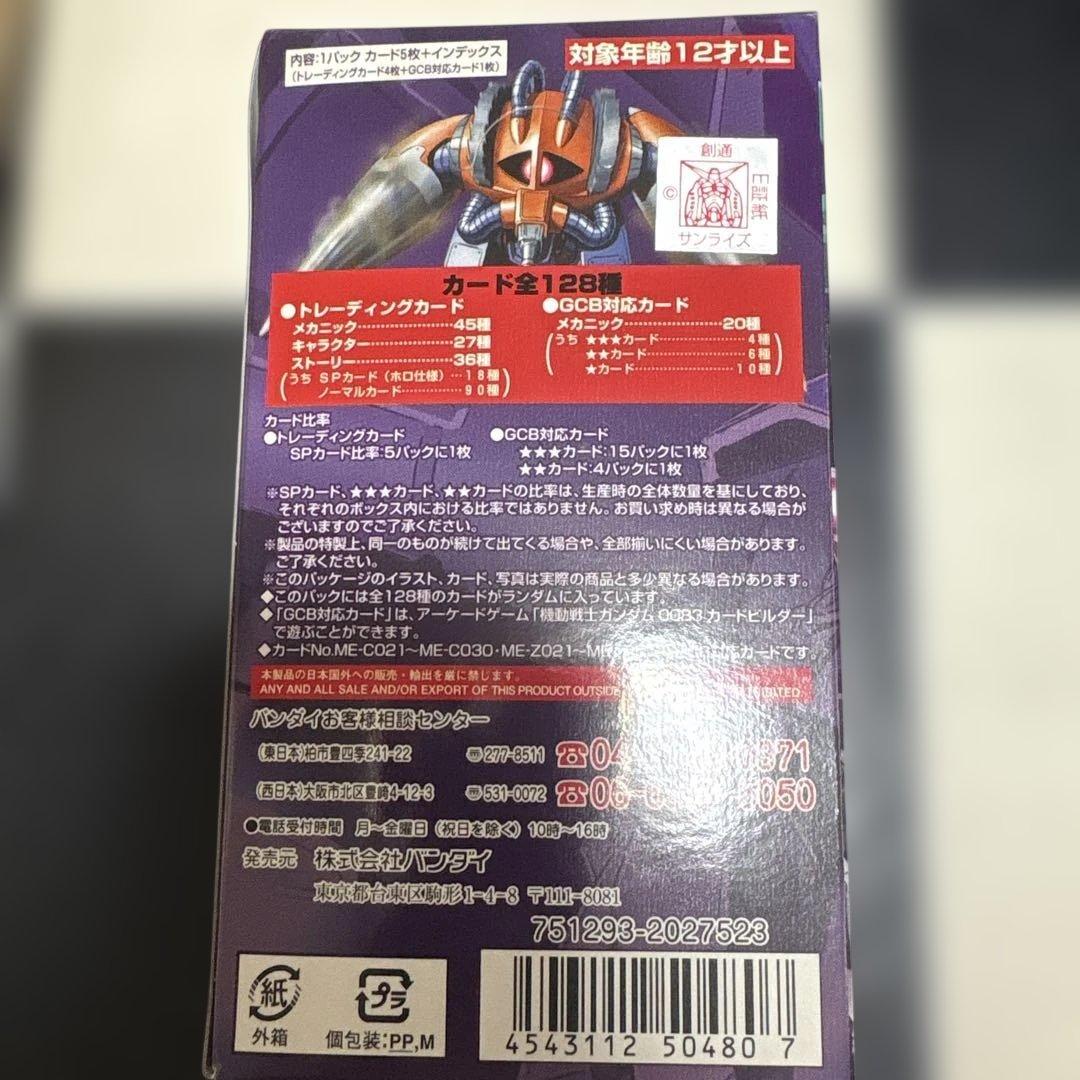 内容:1パック カード5枚+インデックス
(トレーディングカード4枚+GCB対応カード1枚)
対象年齢12才以上
創通
サンライズ
©
E証紙
カード全128種
●トレーディングカード
メカニック……………45種
キャラクター…………27種
ストーリー……………36種
(うち SPカード(ホロ仕様)…18種
ノーマルカード…………90種)
●GCB対応カード
メカニック……………20種
(うち ★★★カード…………4種
★★カード…………6種
★カード…………10種)
カード比率
●トレーディングカード
SPカード比率:5パックに1枚
●GCB対応カード
★★★カード:15パックに1枚
★★カード:4パックに1枚
※SPカード、★★★カード、★★カードの比率は、生産時の全体数量を基にしており、
それぞれのボックス内における比率ではありません。お買い求め時は異なる場合が
ございますのでご了承ください。
※製品の特製上、同一のものが続けて出てくる場合や、全部揃いにくい場合があります。
ご了承ください。
※このパッケージのイラスト、カード、写真は実際の商品と多少異なる場合があります。
◆このパックには全128種のカードがランダムに入っています。
◆「GCB対応カード」は、アーケードゲーム「機動戦士ガンダム 0083 カードビルダー」
で遊ぶことができます。
◆カードNo.ME-C021〜ME-C030・ME-Z021〜 対応カードです。
本製品の日本国外への販売・輸出を厳に禁じます。
ANY AND ALL SALE AND/OR EXPORT OF THIS PRODUCT OUTSIDE
バンダイお客様相談センター
(東日本)柏市豊四季241-22 〠277-8511 ☎04 371
(西日本)大阪市北区豊崎4-12-3 〠531-0072 ☎06 050
●電話受付時間 月〜金曜日(祝日を除く)10時〜16時
発売元 株式会社バンダイ
東京都台東区駒形1-4-8 〒111-8081
751293-2027523
紙
外箱
プラ
個包装:PP,M
4543112 50480 7